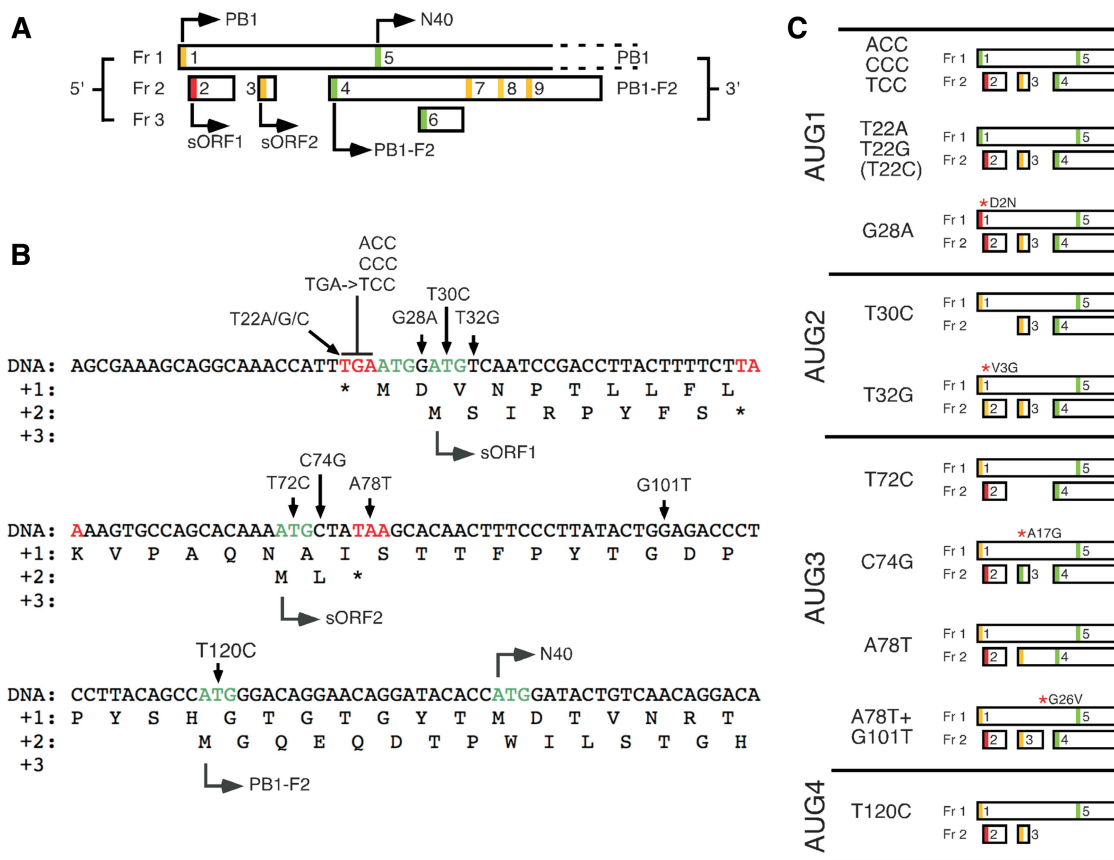 A
PB1
N40
Fr 1
1
5
PB1
5'
Fr 2
2
3
4
7
8
9
PB1-F2
3'
Fr 3
6
sORF1
sORF2
PB1-F2
B
ACC
CCC
TGA->TCC
T22A/G/C
G28A
T30C
T32G
DNA: AGCGAAAGCAGGCAAACCATTTGAATGGATGTCAATCCGACCTTACTTTTCTTA
+1: * M D V N P T L L F L
+2: M S I R P Y F S *
+3:
sORF1
C74G
T72C
A78T
G101T
DNA: AAAGTGCCAGCACAAAATGCTATAAGCACAACTTTCCCTTATACTGGAGACCCT
+1: K V P A Q N A I S T T F P Y T G D P
+2: M L *
+3:
sORF2
T120C
N40
DNA: CCTTACAGCCATGGGACAGGAACAGGATACACCATGGATACTGTCAACAGGACA
+1: P Y S H G T G T G Y T M D T V N R T
+2: M G Q E Q D T P W I L S T G H
+3
PB1-F2
C
AUG1
ACC
CCC
TCC
Fr 1 1 5
Fr 2 2 3 4
T22A
T22G
(T22C)
Fr 1 1 5
Fr 2 2 3 4
*D2N
G28A
Fr 1 1 5
Fr 2 2 3 4
AUG2
T30C
Fr 1 1 5
Fr 2 3 4
*V3G
T32G
Fr 1 1 5
Fr 2 2 3 4
AUG3
T72C
Fr 1 1 5
Fr 2 2 4
*A17G
C74G
Fr 1 1 5
Fr 2 2 3 4
A78T
Fr 1 1 5
Fr 2 2 4
*G26V
A78T+
G101T
Fr 1 1 5
Fr 2 2 3 4
AUG4
T120C
Fr 1 1 5
Fr 2 2 3